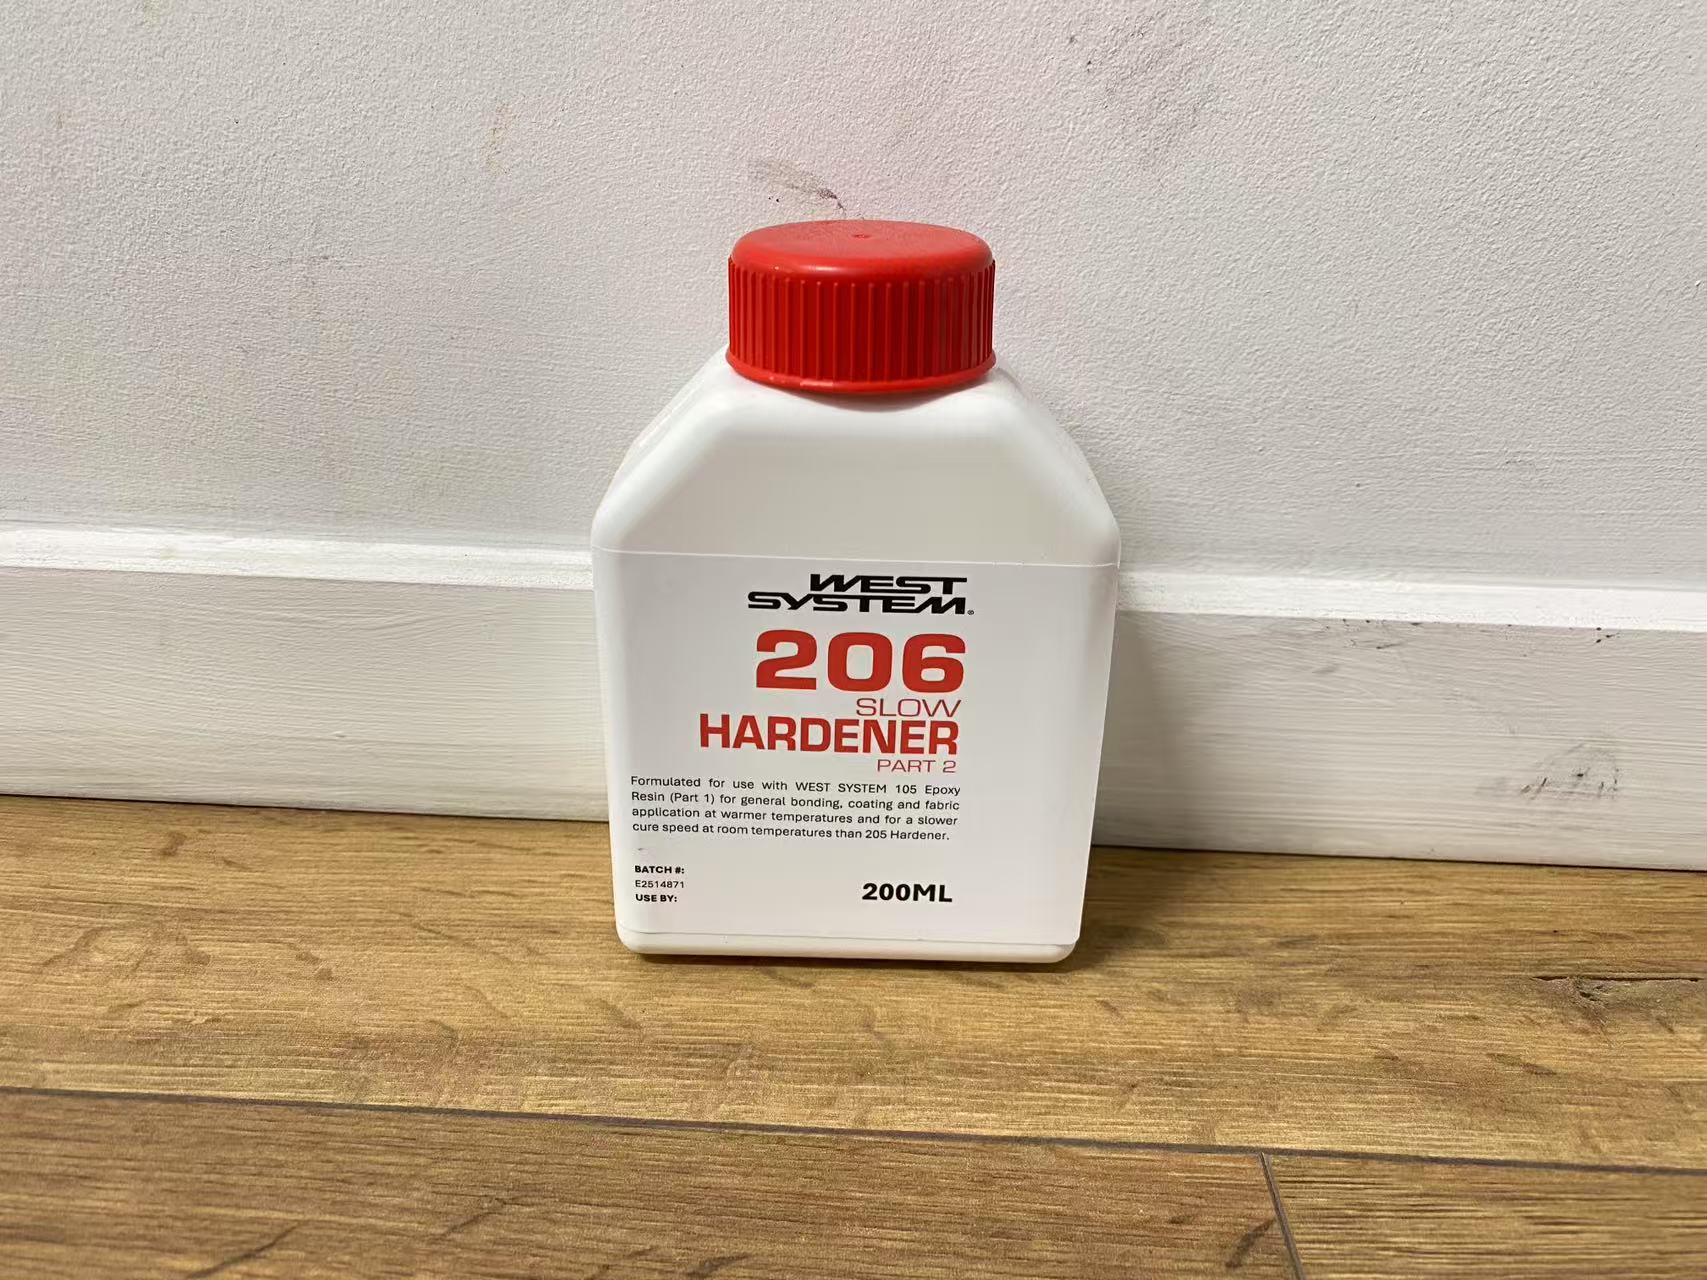 WEST
SYSTEM®
206
SLOW
HARDENER
PART 2
Formulated for use with WEST SYSTEM 105 Epoxy
Resin (Part 1) for general bonding, coating and fabric
application at warmer temperatures and for a slower
cure speed at room temperatures than 205 Hardener.
BATCH #:
E2514871
USE BY:
200ML